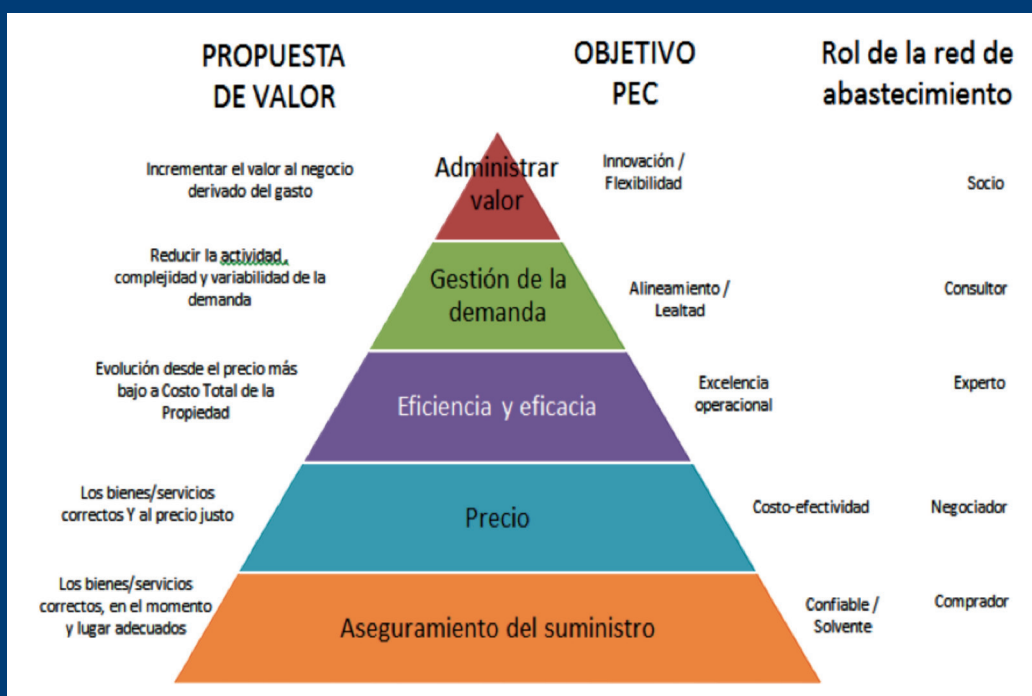 PROPUESTA
DE VALOR
OBJETIVO
PEC
Rol de la red de
abastecimiento
Incrementar el valor al negocio
derivado del gasto
Administrar
valor
Innovación /
Flexibilidad
Socio
Reducir la actividad,
complejidad y variabilidad de la
demanda
Gestión de la
demanda
Alineamiento /
Lealtad
Consultor
Evolución desde el precio más
bajo a Costo Total de la
Propiedad
Eficiencia y eficacia
Excelencia
operacional
Experto
Los bienes/servicios
correctos Y al precio justo
Precio
Costo-efectividad
Negociador
Los bienes/servicios
correctos, en el momento
y lugar adecuados
Aseguramiento del suministro
Confiable /
Solvente
Comprador